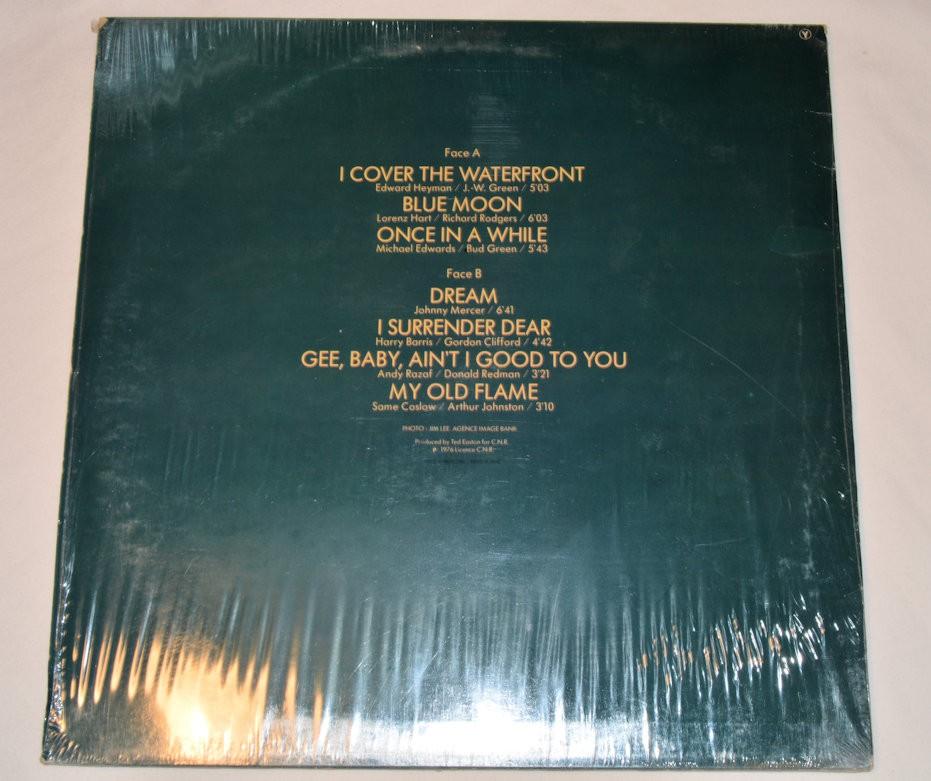 Y
Face A
I COVER THE WATERFRONT
Edward Heyman / J.-W. Green / 5'03
BLUE MOON
Lorenz Hart / Richard Rodgers / 6'03
ONCE IN A WHILE
Michael Edwards / Bud Green / 5'43
Face B
DREAM
Johnny Mercer / 6'41
I SURRENDER DEAR
Harry Barris / Gordon Clifford / 4'42
GEE, BABY, AIN'T I GOOD TO YOU
Andy Razaf / Donald Redman / 3'21
MY OLD FLAME
Same Coslow / Arthur Johnston / 3'10
PHOTO : JIM LEE. AGENCE IMAGE BANK
Produced by Ted Easton for C.N.R.
℗ 1976 Licence C.N.R.